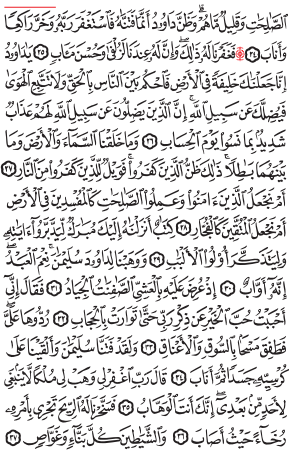 الصَّٰلِحَٰتِ وَقَلِيلٌ مَّا هُمْ ۗ وَظَنَّ دَاوُۥدُ أَنَّمَا فَتَنَّٰهُ فَٱسْتَغْفَرَ رَبَّهُۥ وَخَرَّ رَاكِعًا
وَأَنَابَ ۩ ٢٤ فَغَفَرْنَا لَهُۥ ذَٰلِكَ ۖ وَإِنَّ لَهُۥ عِندَنَا لَزُلْفَىٰ وَحُسْنَ مَـَٔابٍ ٢٥ يَٰدَاوُۥدُ
إِنَّا جَعَلْنَٰكَ خَلِيفَةً فِى ٱلْأَرْضِ فَٱحْكُم بَيْنَ ٱلنَّاسِ بِٱلْحَقِّ وَلَا تَتَّبِعِ ٱلْهَوَىٰ
فَيُضِلَّكَ عَن سَبِيلِ ٱللَّهِ ۚ إِنَّ ٱلَّذِينَ يَضِلُّونَ عَن سَبِيلِ ٱللَّهِ لَهُمْ عَذَابٌ
شَدِيدٌۢ بِمَا نَسُوا۟ يَوْمَ ٱلْحِسَابِ ٢٦ وَمَا خَلَقْنَا ٱلسَّمَآءَ وَٱلْأَرْضَ وَمَا
بَيْنَهُمَا بَٰطِلًا ۚ ذَٰلِكَ ظَنُّ ٱلَّذِينَ كَفَرُوا۟ ۚ فَوَيْلٌ لِّلَّذِينَ كَفَرُوا۟ مِنَ ٱلنَّارِ ٢٧
أَمْ نَجْعَلُ ٱلَّذِينَ ءَامَنُوا۟ وَعَمِلُوا۟ ٱلصَّٰلِحَٰتِ كَٱلْمُفْسِدِينَ فِى ٱلْأَرْضِ
أَمْ نَجْعَلُ ٱلْمُتَّقِينَ كَٱلْفُجَّارِ ٢٨ كِتَٰبٌ أَنزَلْنَٰهُ إِلَيْكَ مُبَٰرَكٌ لِّيَدَّبَّرُوٓا۟ ءَايَٰتِهِۦ
وَلِيَتَذَكَّرَ أُو۟لُوا۟ ٱلْأَلْبَٰبِ ٢٩ وَوَهَبْنَا لِدَاوُۥدَ سُلَيْمَٰنَ ۚ نِعْمَ ٱلْعَبْدُ ۖ
إِنَّهُۥٓ أَوَّابٌ ٣٠ إِذْ عُرِضَ عَلَيْهِ بِٱلْعَشِىِّ ٱلصَّٰفِنَٰتُ ٱلْجِيَادُ ٣١ فَقَالَ إِنِّىٓ
أَحْبَبْتُ حُبَّ ٱلْخَيْرِ عَن ذِكْرِ رَبِّى حَتَّىٰ تَوَارَتْ بِٱلْحِجَابِ ٣٢ رُدُّوهَا عَلَىَّ ۖ
فَطَفِقَ مَسْحًۢا بِٱلسُّوقِ وَٱلْأَعْنَاقِ ٣٣ وَلَقَدْ فَتَنَّا سُلَيْمَٰنَ وَأَلْقَيْنَا عَلَىٰ
كُرْسِيِّهِۦ جَسَدًا ثُمَّ أَنَابَ ٣٤ قَالَ رَبِّ ٱغْفِرْ لِى وَهَبْ لِى مُلْكًا لَّا يَنۢبَغِى
لِأَحَدٍ مِّنۢ بَعْدِىٓ ۖ إِنَّكَ أَنتَ ٱلْوَهَّابُ ٣٥ فَسَخَّرْنَا لَهُ ٱلرِّيحَ تَجْرِى بِأَمْرِهِۦ
رُخَآءً حَيْثُ أَصَابَ ٣٦ وَٱلشَّيَٰطِينَ كُلَّ بَنَّآءٍ وَغَوَّاصٍ ٣٧